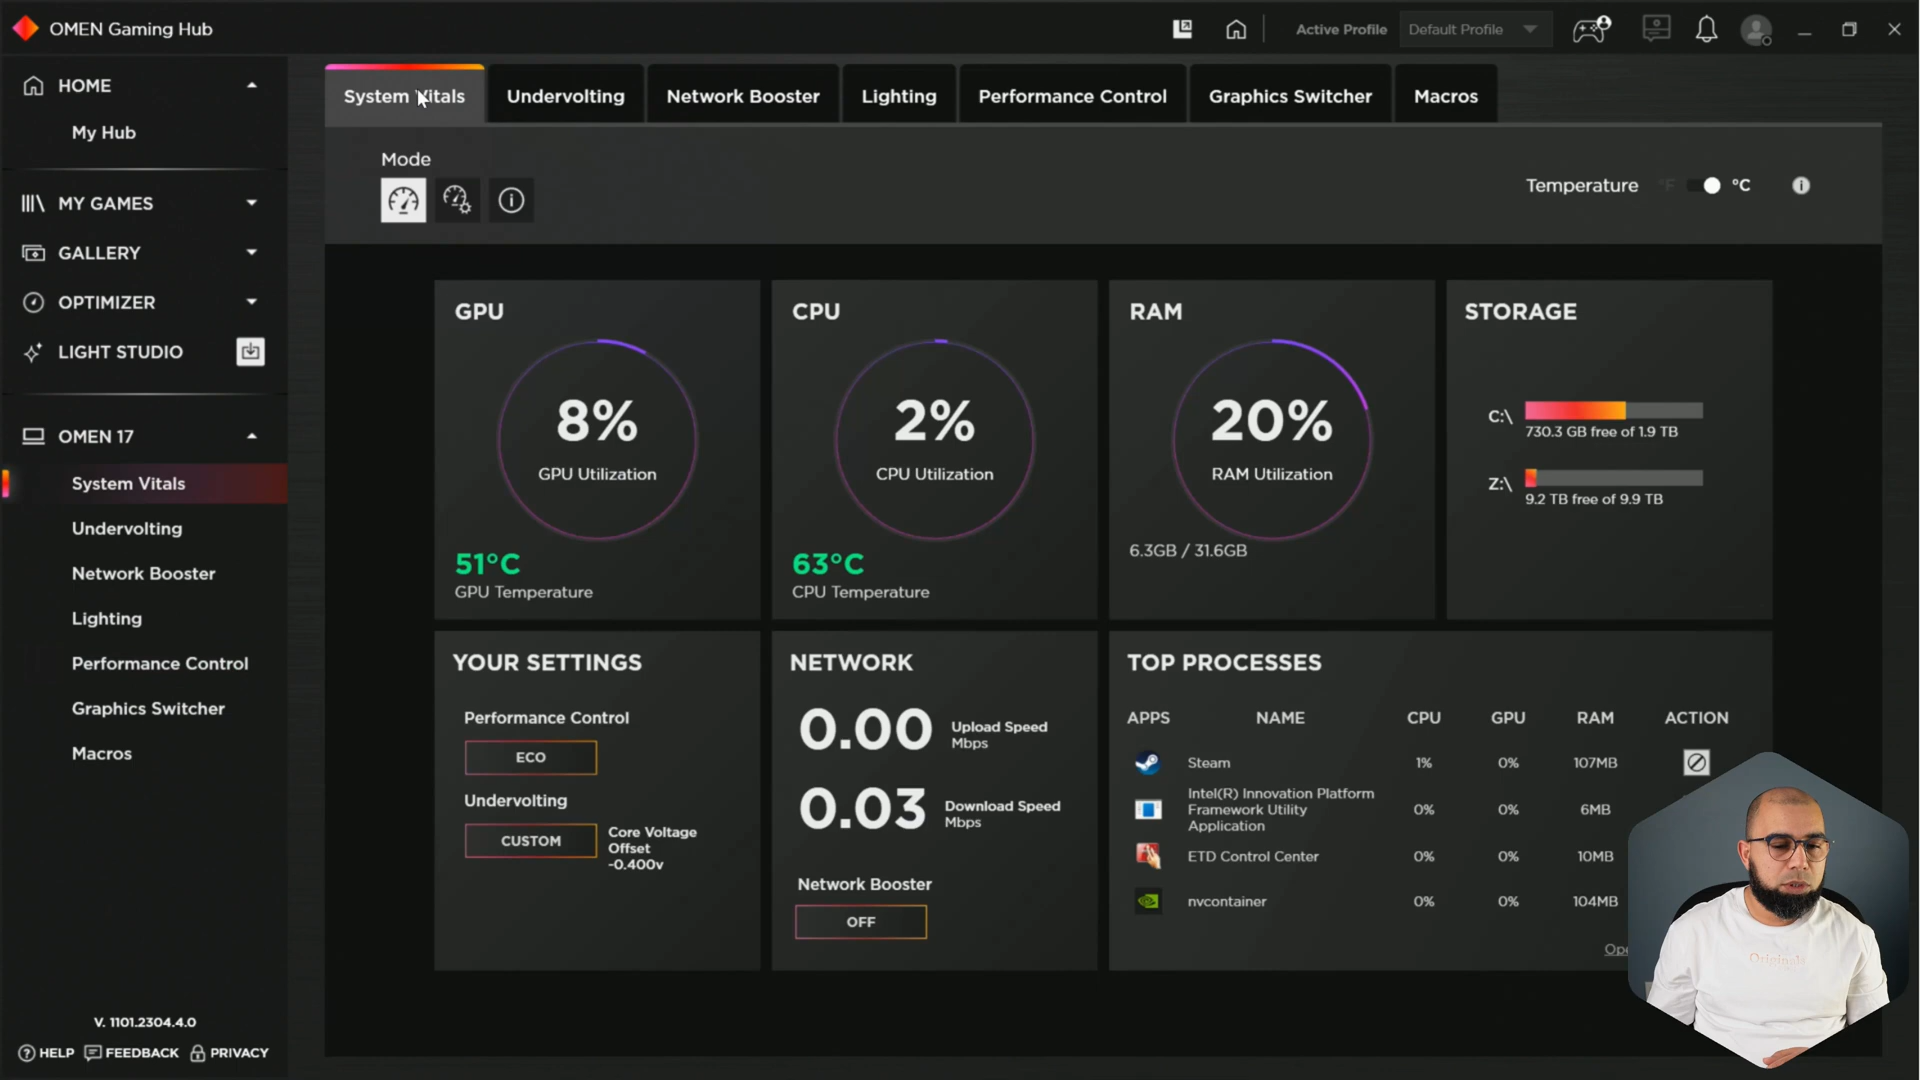 OMEN Gaming Hub
Active Profile
Default Profile
HOME
My Hub
MY GAMES
GALLERY
OPTIMIZER
LIGHT STUDIO
OMEN 17
System Vitals
Undervolting
Network Booster
Lighting
Performance Control
Graphics Switcher
Macros
V. 1101.2304.4.0
HELP
FEEDBACK
PRIVACY
System Vitals
Undervolting
Network Booster
Lighting
Performance Control
Graphics Switcher
Macros
Mode
Temperature
°F
°C
GPU
8%
GPU Utilization
51°C
GPU Temperature
CPU
2%
CPU Utilization
63°C
CPU Temperature
RAM
20%
RAM Utilization
6.3GB / 31.6GB
STORAGE
C:\
730.3 GB free of 1.9 TB
Z:\
9.2 TB free of 9.9 TB
YOUR SETTINGS
Performance Control
ECO
Undervolting
CUSTOM
Core Voltage
Offset
-0.400v
NETWORK
0.00
Upload Speed
Mbps
0.03
Download Speed
Mbps
Network Booster
OFF
TOP PROCESSES
APPS NAME CPU GPU RAM ACTION
Steam 1% 0% 107MB
Intel(R) Innovation Platform
Framework Utility
Application
0% 0% 6MB
ETD Control Center 0% 0% 10MB
nvcontainer 0% 0% 104MB
Ope
Originals